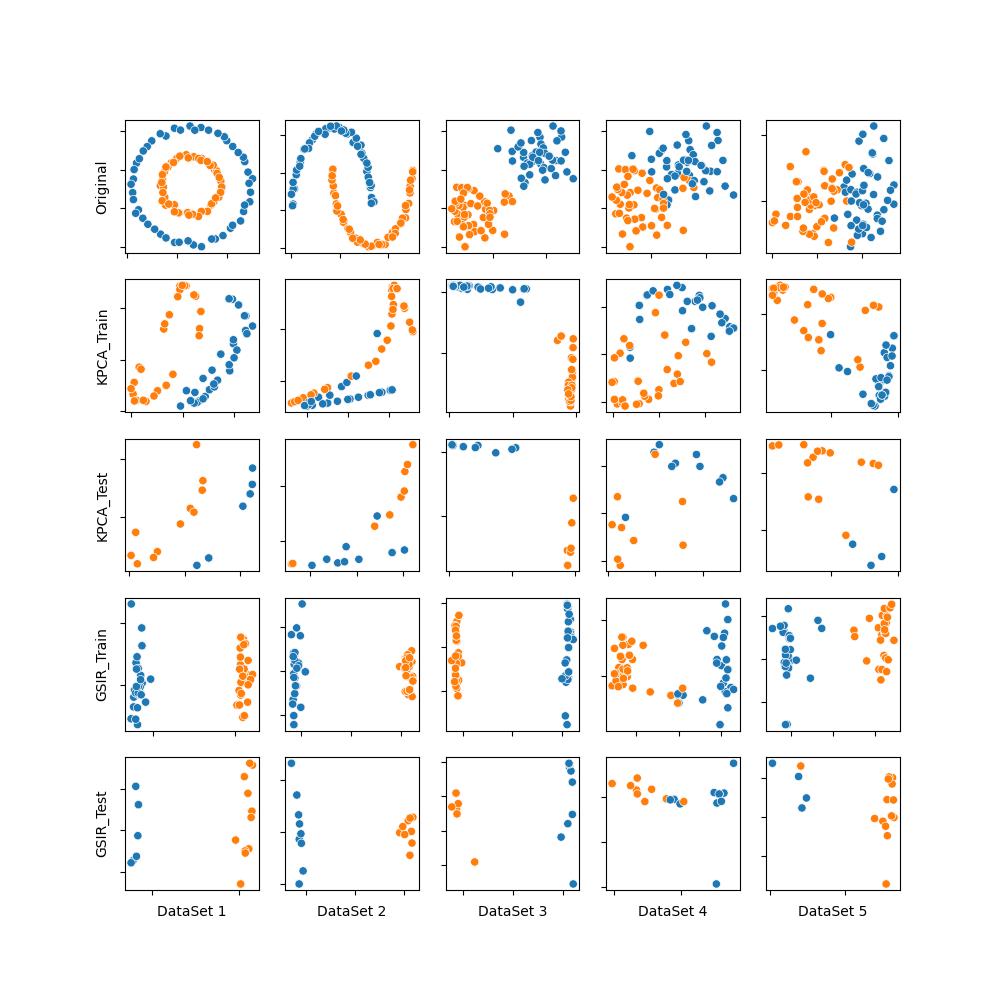 Original
KPCA_Train
KPCA_Test
GSIR_Train
GSIR_Test
DataSet 1
DataSet 2
DataSet 3
DataSet 4
DataSet 5